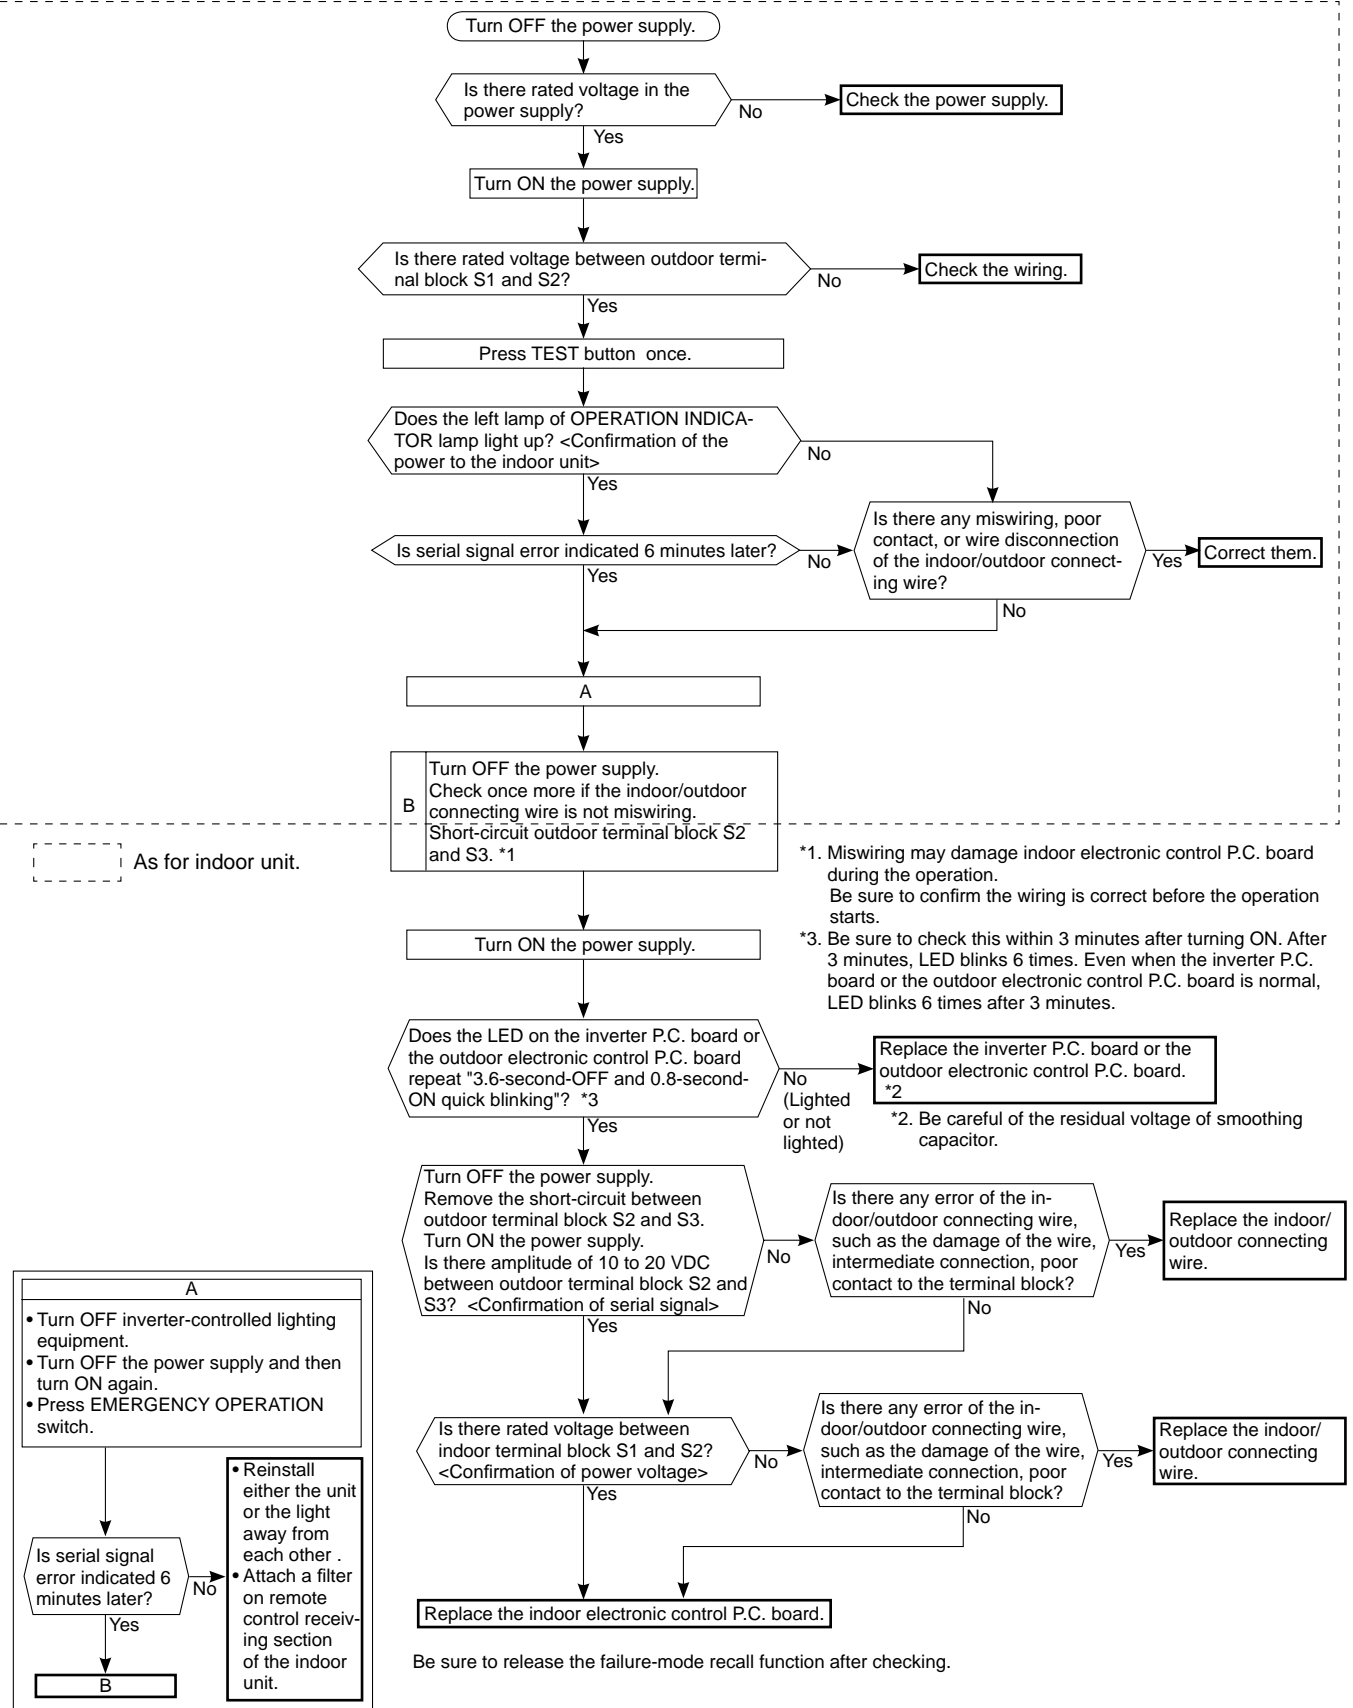 Turn OFF the power supply.
Is there rated voltage in the
power supply?
No
Check the power supply.
Yes
Turn ON the power supply.
Is there rated voltage between outdoor termi-
nal block S1 and S2?
No
Check the wiring.
Yes
Press TEST button once.
Does the left lamp of OPERATION INDICA-
TOR lamp light up? <Confirmation of the
power to the indoor unit>
No
Yes
Is serial signal error indicated 6 minutes later?
No
Yes
Is there any miswiring, poor
contact, or wire disconnection
of the indoor/outdoor connect-
ing wire?
Yes
Correct them.
No
A
B
Turn OFF the power supply.
Check once more if the indoor/outdoor
connecting wire is not miswiring.
Short-circuit outdoor terminal block S2
and S3. *1
As for indoor unit.
*1. Miswiring may damage indoor electronic control P.C. board
during the operation.
Be sure to confirm the wiring is correct before the operation
starts.
*3. Be sure to check this within 3 minutes after turning ON. After
3 minutes, LED blinks 6 times. Even when the inverter P.C.
board or the outdoor electronic control P.C. board is normal,
LED blinks 6 times after 3 minutes.
Turn ON the power supply.
Does the LED on the inverter P.C. board or
the outdoor electronic control P.C. board
repeat "3.6-second-OFF and 0.8-second-
ON quick blinking"? *3
No
(Lighted
or not
lighted)
Replace the inverter P.C. board or the
outdoor electronic control P.C. board.
*2
*2. Be careful of the residual voltage of smoothing
capacitor.
Yes
Turn OFF the power supply.
Remove the short-circuit between
outdoor terminal block S2 and S3.
Turn ON the power supply.
Is there amplitude of 10 to 20 VDC
between outdoor terminal block S2 and
S3? <Confirmation of serial signal>
No
Is there any error of the in-
door/outdoor connecting wire,
such as the damage of the wire,
intermediate connection, poor
contact to the terminal block?
Yes
Replace the indoor/
outdoor connecting
wire.
No
Yes
Is there rated voltage between
indoor terminal block S1 and S2?
<Confirmation of power voltage>
No
Is there any error of the in-
door/outdoor connecting wire,
such as the damage of the wire,
intermediate connection, poor
contact to the terminal block?
Yes
Replace the indoor/
outdoor connecting
wire.
No
Yes
Replace the indoor electronic control P.C. board.
Be sure to release the failure-mode recall function after checking.
A
• Turn OFF inverter-controlled lighting
equipment.
• Turn OFF the power supply and then
turn ON again.
• Press EMERGENCY OPERATION
switch.
Is serial signal
error indicated 6
minutes later?
No
• Reinstall
either the unit
or the light
away from
each other .
• Attach a filter
on remote
control receiv-
ing section
of the indoor
unit.
Yes
B